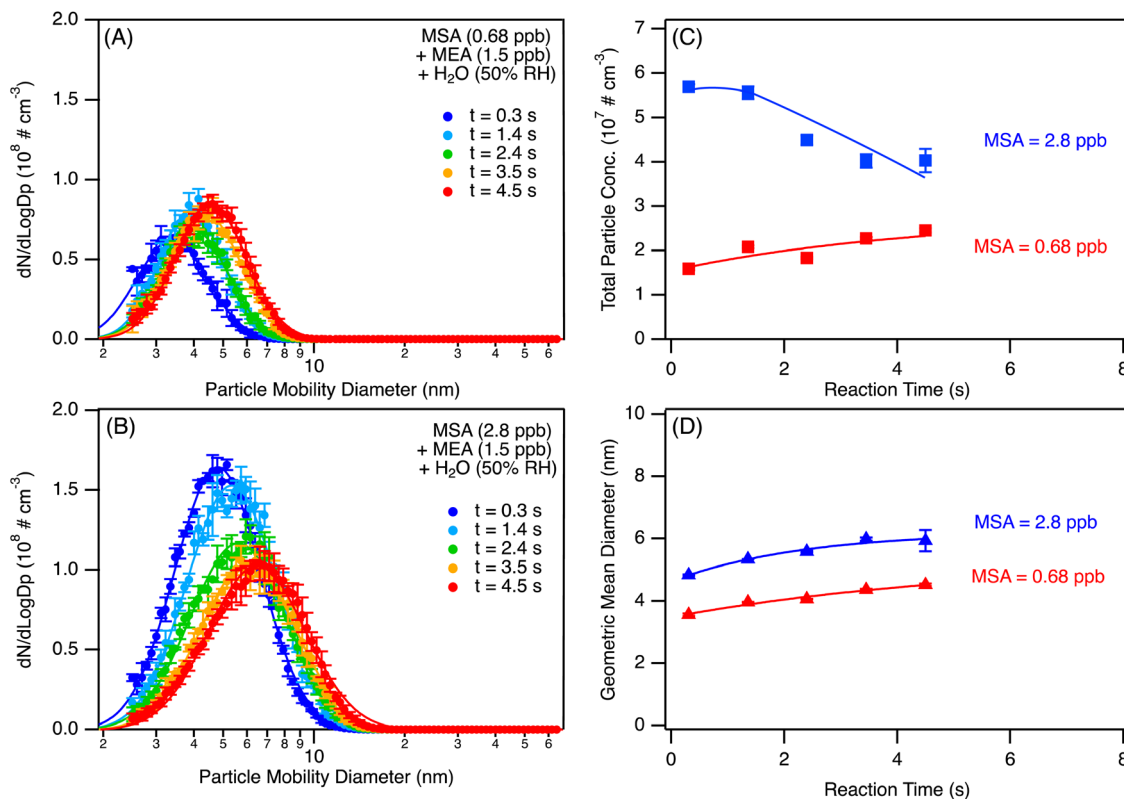 (A)
MSA (0.68 ppb)
+ MEA (1.5 ppb)
+ H₂O (50% RH)
t = 0.3 s
t = 1.4 s
t = 2.4 s
t = 3.5 s
t = 4.5 s
dN/dLogDp (10⁸ # cm⁻³)
2.0
1.5
1.0
0.5
0.0
2 3 4 5 6 7 8 9 10 2 3 4 5 6
Particle Mobility Diameter (nm)
(B)
MSA (2.8 ppb)
+ MEA (1.5 ppb)
+ H₂O (50% RH)
t = 0.3 s
t = 1.4 s
t = 2.4 s
t = 3.5 s
t = 4.5 s
dN/dLogDp (10⁸ # cm⁻³)
2.0
1.5
1.0
0.5
0.0
2 3 4 5 6 7 8 9 10 2 3 4 5 6
Particle Mobility Diameter (nm)
(C)
MSA = 2.8 ppb
MSA = 0.68 ppb
Total Particle Conc. (10⁷ # cm⁻³)
7
6
5
4
3
2
1
0
0 2 4 6 8
Reaction Time (s)
(D)
MSA = 2.8 ppb
MSA = 0.68 ppb
Geometric Mean Diameter (nm)
10
8
6
4
2
0
0 2 4 6 8
Reaction Time (s)